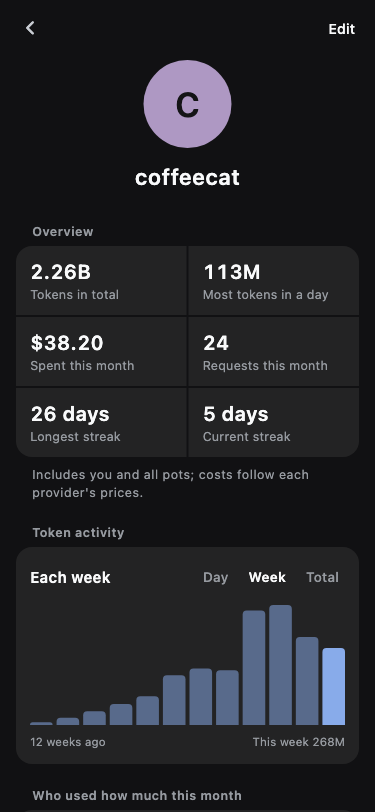 Edit
C
coffeecat
Overview
2.26B
Tokens in total
113M
Most tokens in a day
$38.20
Spent this month
24
Requests this month
26 days
Longest streak
5 days
Current streak
Includes you and all pots; costs follow each
provider's prices.
Token activity
Each week
Day
Week
Total
12 weeks ago
This week 268M
Who used how much this month